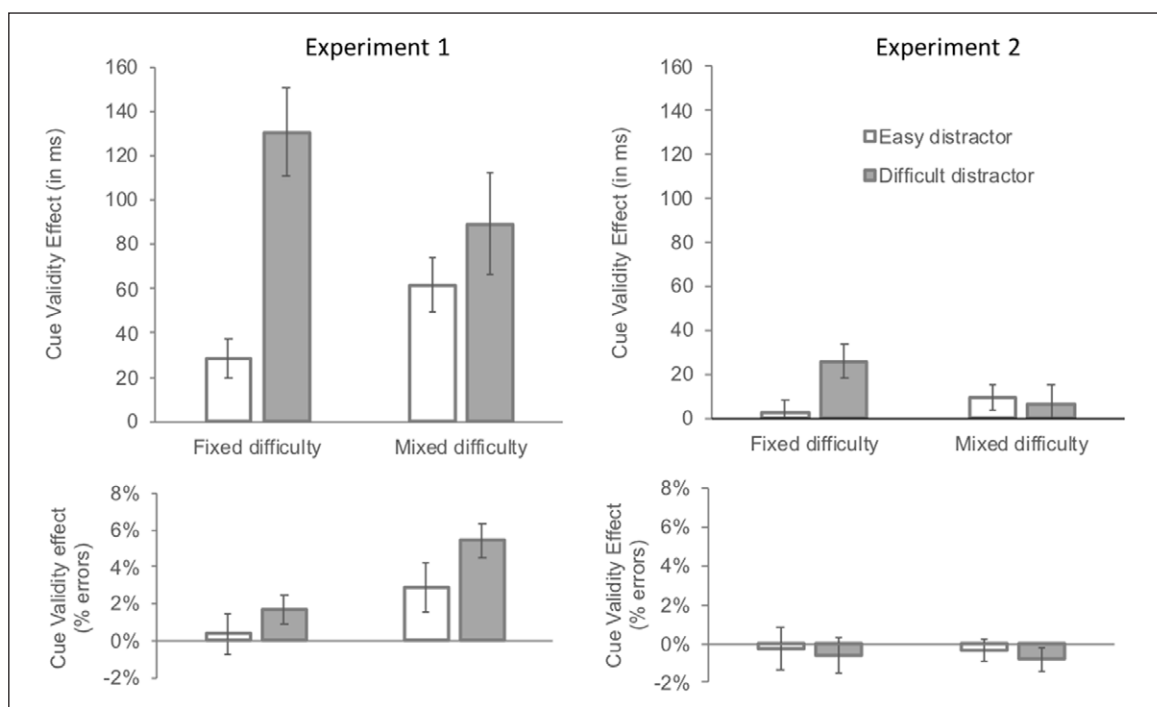 Experiment 1
Cue Validity Effect (in ms)
160
140
120
100
80
60
40
20
0
Fixed difficulty
Mixed difficulty
Cue Validity effect
(% errors)
8%
6%
4%
2%
0%
-2%
Experiment 2
Cue Validity Effect (in ms)
160
140
120
100
80
60
40
20
0
Easy distractor
Difficult distractor
Fixed difficulty
Mixed difficulty
Cue Validity Effect
(% errors)
8%
6%
4%
2%
0%
-2%